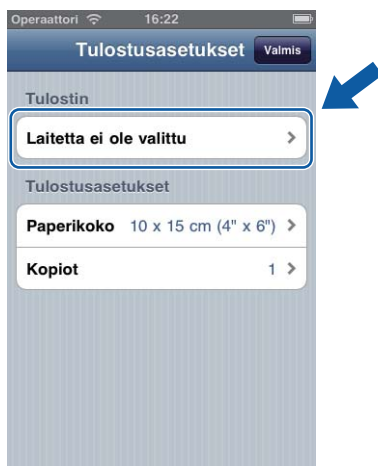 Operaattori 16:22
Tulostusasetukset Valmis
Tulostin
Laitetta ei ole valittu
Tulostusasetukset
Paperikoko 10 x 15 cm (4" x 6")
Kopiot 1